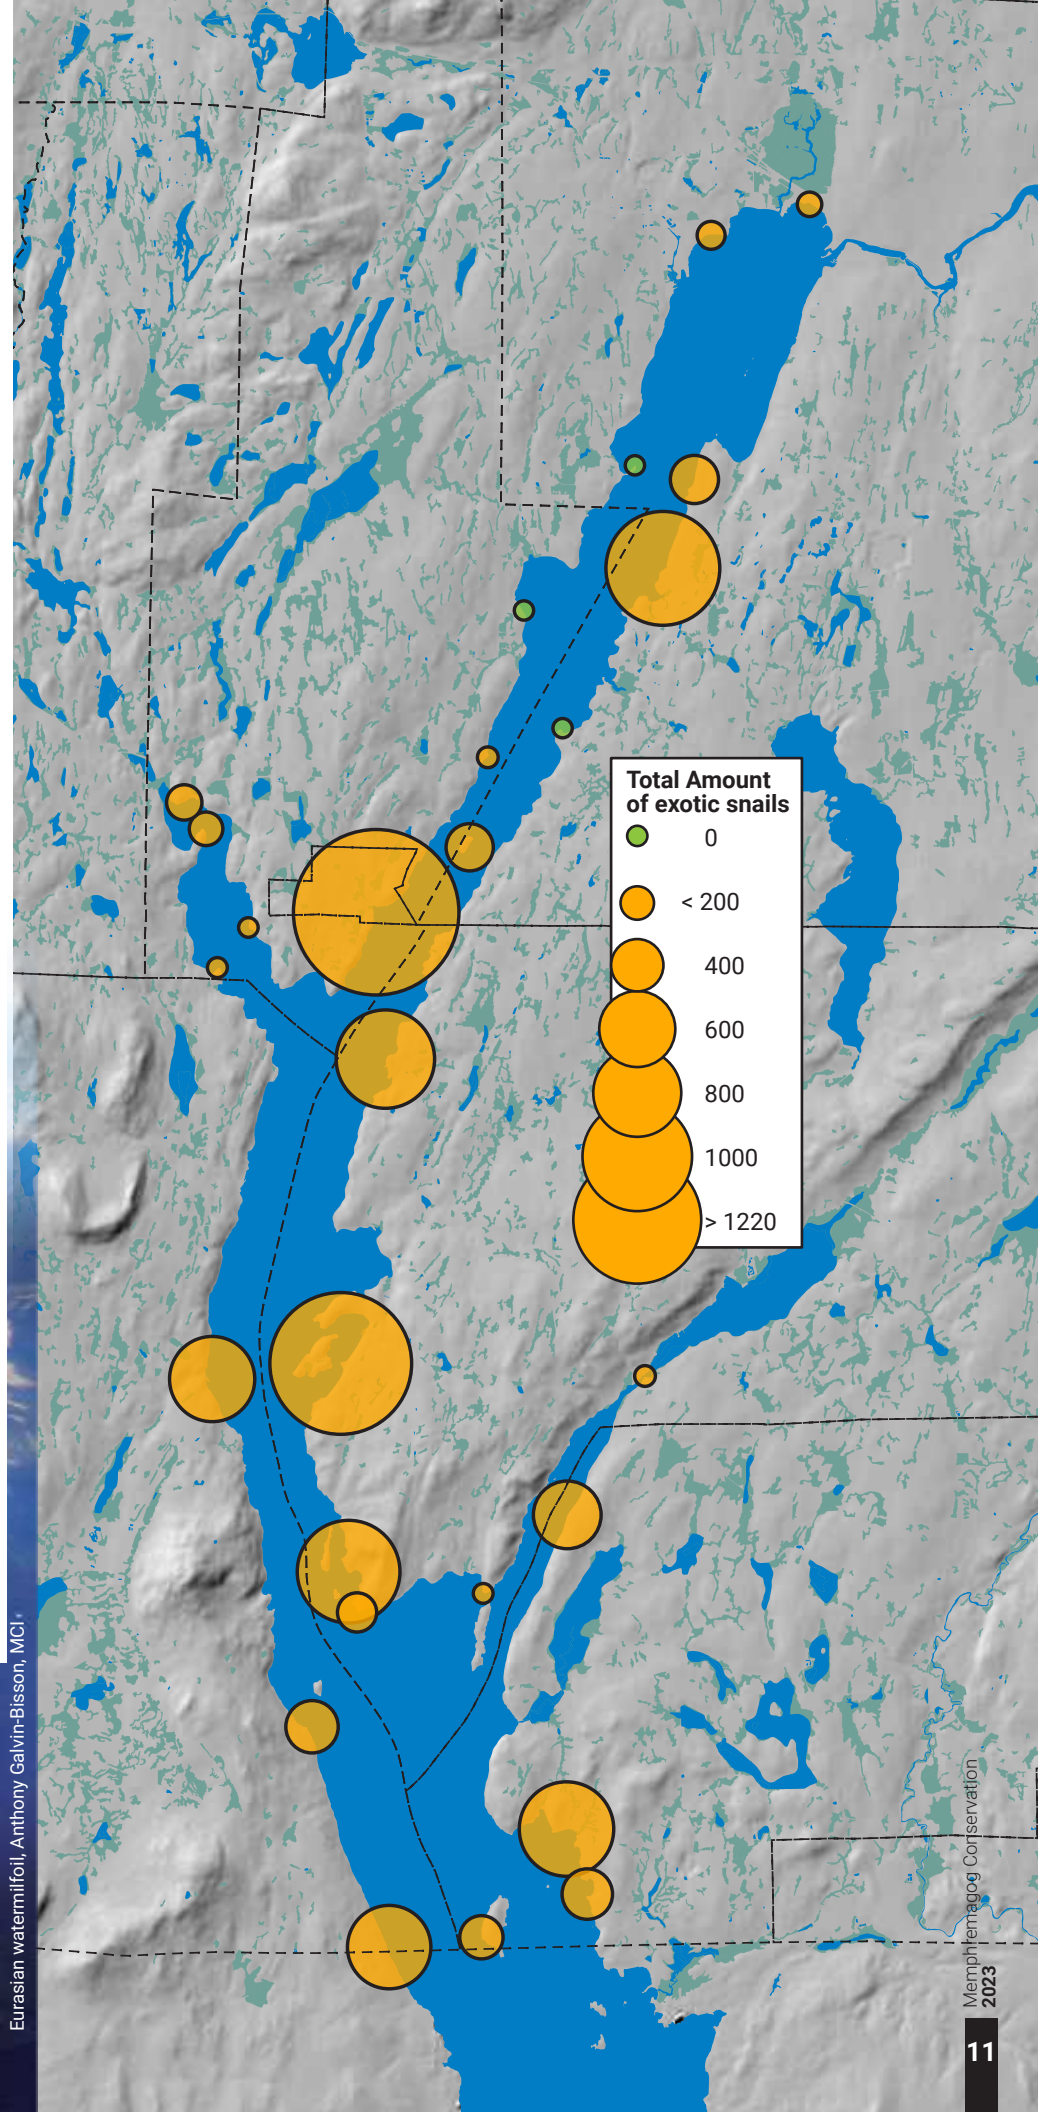 Total Amount
of exotic snails
0
< 200
400
600
800
1000
> 1220
Eurasian watermilfoil, Anthony Galvin-Bisson, MCI
Memphremagog Conservation
2023
11